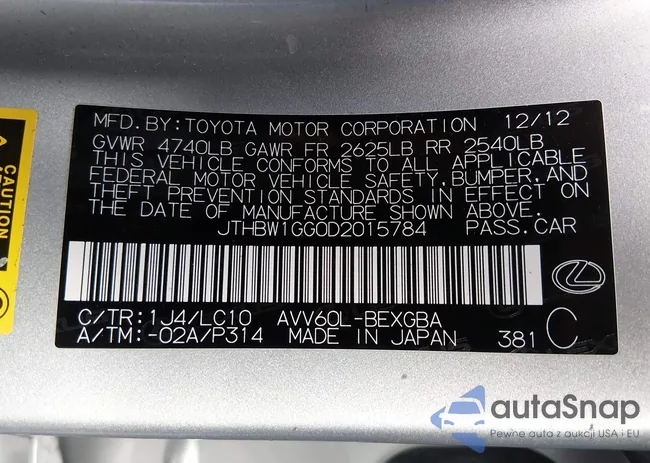 MFD.BY:TOYOTA MOTOR CORPORATION 12/12
GVWR 4740LB GAWR FR 2625LB RR 2540LB
THIS VEHICLE CONFORMS TO ALL APPLICABLE
FEDERAL MOTOR VEHICLE SAFETY,BUMPER,AND
THEFT PREVENTION STANDARDS IN EFFECT ON
THE DATE OF MANUFACTURE SHOWN ABOVE.
JTHBW1GG0D2015784 PASS.CAR
C/TR:1J4/LC10 AVV60L-BEXGBA
A/TM:-02A/P314 MADE IN JAPAN 381 C
CAUTION
autaSnap
Pewne auta z aukcji USA i EU